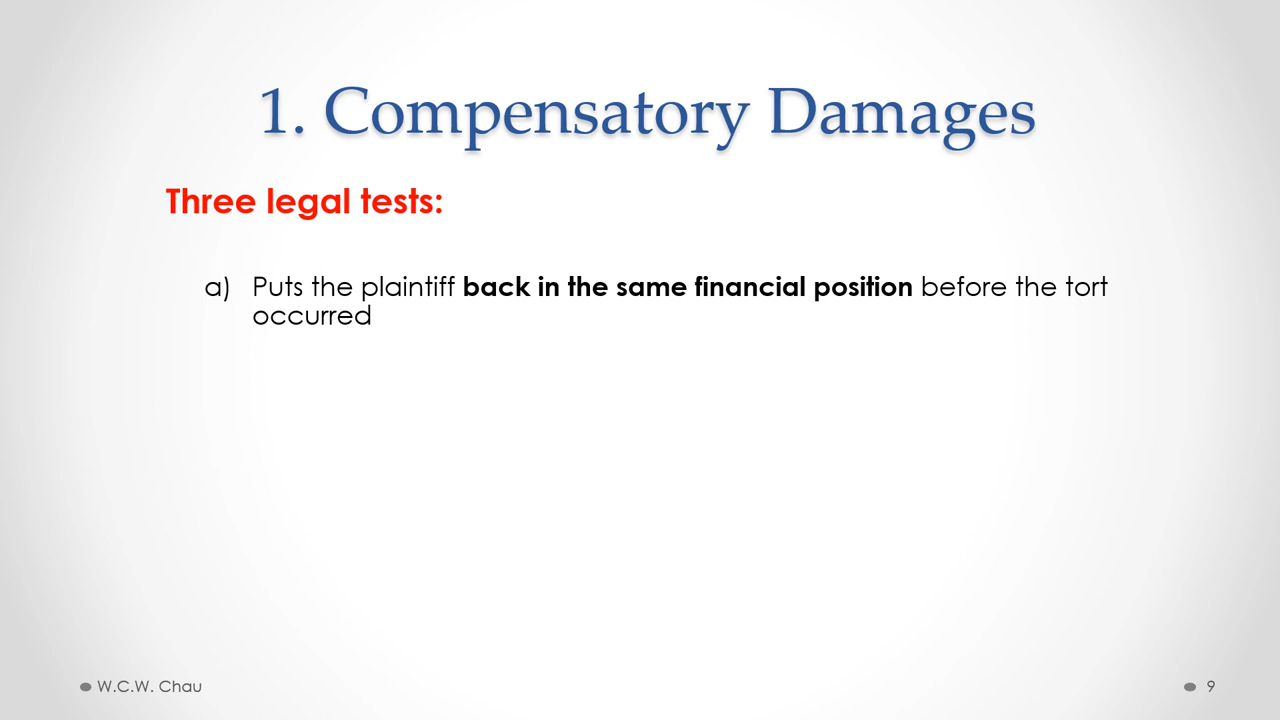 1. Compensatory Damages
Three legal tests:
a) Puts the plaintiff back in the same financial position before the tort
occurred
W.C.W. Chau
9